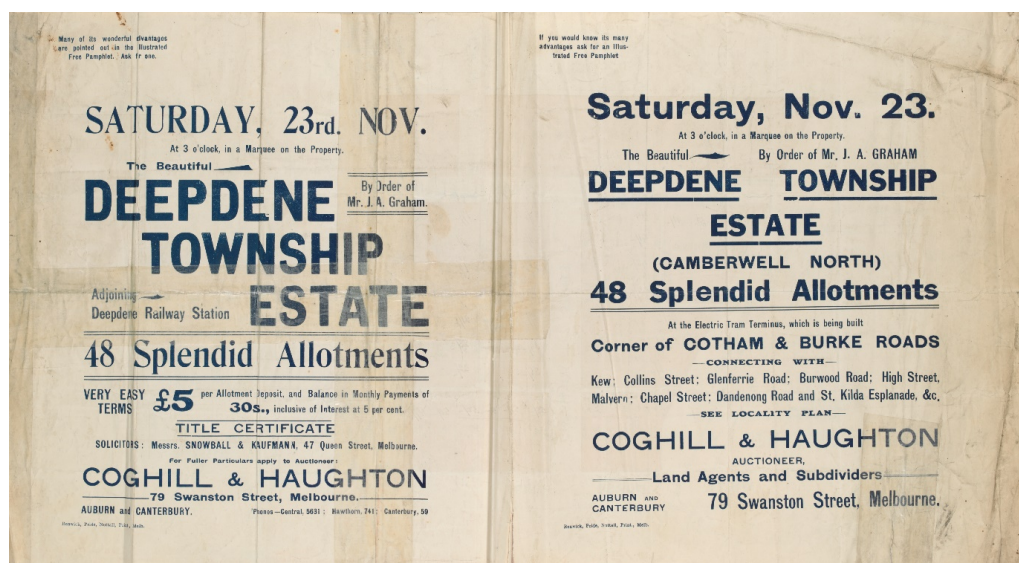 Many of its wonderful dvantages
are pointed out in the Illustrated
Free Pamphlet. Ask fr one.
SATURDAY, 23rd. NOV.
At 3 o'clock, in a Marquee on the Property.
The Beautiful
DEEPDENE
By Order of
Mr. J. A. Graham.
TOWNSHIP
Adjoining
Deepdene Railway Station
ESTATE
48 Splendid Allotments
VERY EASY
TERMS
£5
per Allotment Deposit, and Balance in Monthly Payments of
30s., inclusive of Interest at 5 per cent.
TITLE CERTIFICATE
SOLICITORS: Messrs. SNOWBALL & KAUFMANN, 47 Queen Street, Melbourne.
For Fuller Particulars apply to Auctioneer:
COGHILL & HAUGHTON
79 Swanston Street, Melbourne.
AUBURN and CANTERBURY.
'Phones—Central, 5631; Hawthorn, 741; Canterbury, 59
Print, Melb.
If you would know its many
advantages ask for an Illus-
trated Free Pamphlet
Saturday, Nov. 23.
At 3 o'clock, in a Marquee on the Property.
The Beautiful
By Order of Mr. J. A. GRAHAM
DEEPDENE TOWNSHIP
ESTATE
(CAMBERWELL NORTH)
48 Splendid Allotments
At the Electric Tram Terminus, which is being built
Corner of COTHAM & BURKE ROADS
—CONNECTING WITH—
Kew; Collins Street; Glenferrie Road; Burwood Road; High Street,
Malvern; Chapel Street; Dandenong Road and St. Kilda Esplanade, &c.
—SEE LOCALITY PLAN—
COGHILL & HAUGHTON
AUCTIONEER,
Land Agents and Subdividers
AUBURN AND
CANTERBURY
79 Swanston Street, Melbourne.
Print., Melb.